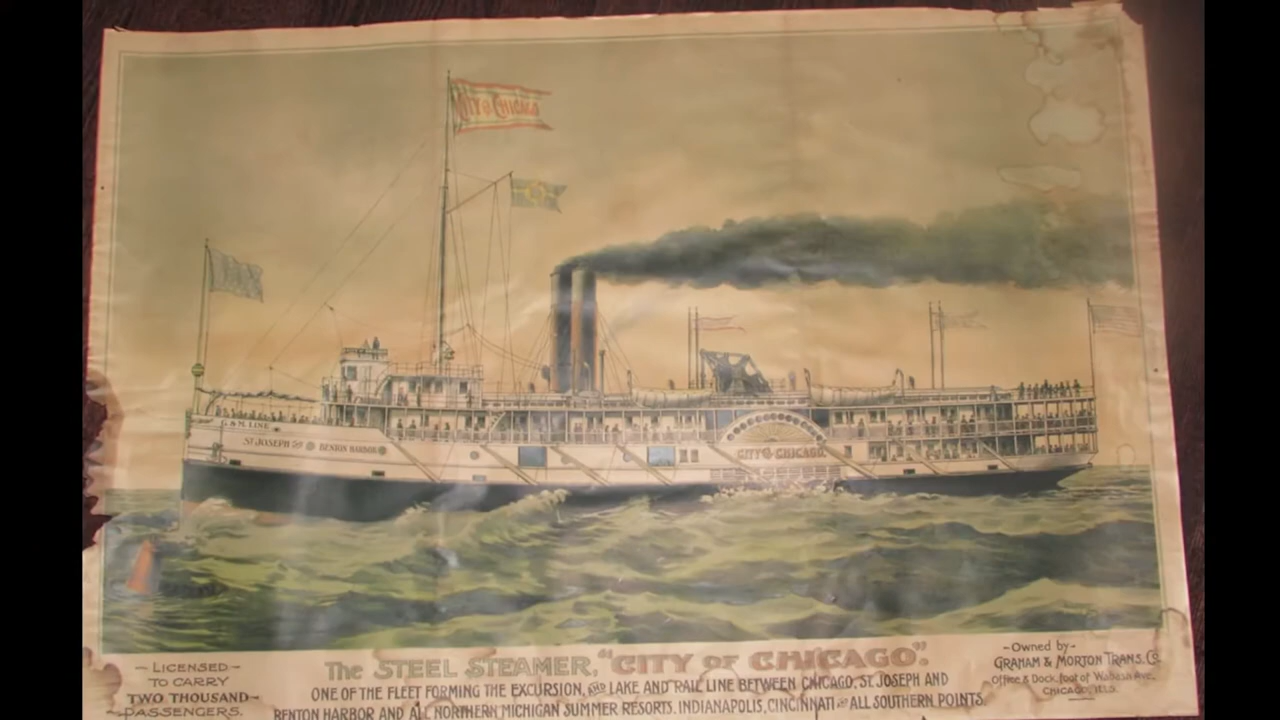 CITY OF CHICAGO
G & M. LINE
ST. JOSEPH AND BENTON HARBOR
CITY OF CHICAGO.
– LICENSED –
TO CARRY
TWO THOUSAND –
– PASSENGERS.
The STEEL STEAMER, "CITY OF CHICAGO."
ONE OF THE FLEET FORMING THE EXCURSION, AND LAKE AND RAIL LINE BETWEEN CHICAGO, ST. JOSEPH AND
BENTON HARBOR AND ALL NORTHERN MICHIGAN SUMMER RESORTS. INDIANAPOLIS, CINCINNATI AND ALL SOUTHERN POINTS.
– Owned by –
GRAHAM & MORTON TRANS. CO.
Office & Dock, foot of Wabash Ave.
CHICAGO, ILLS.